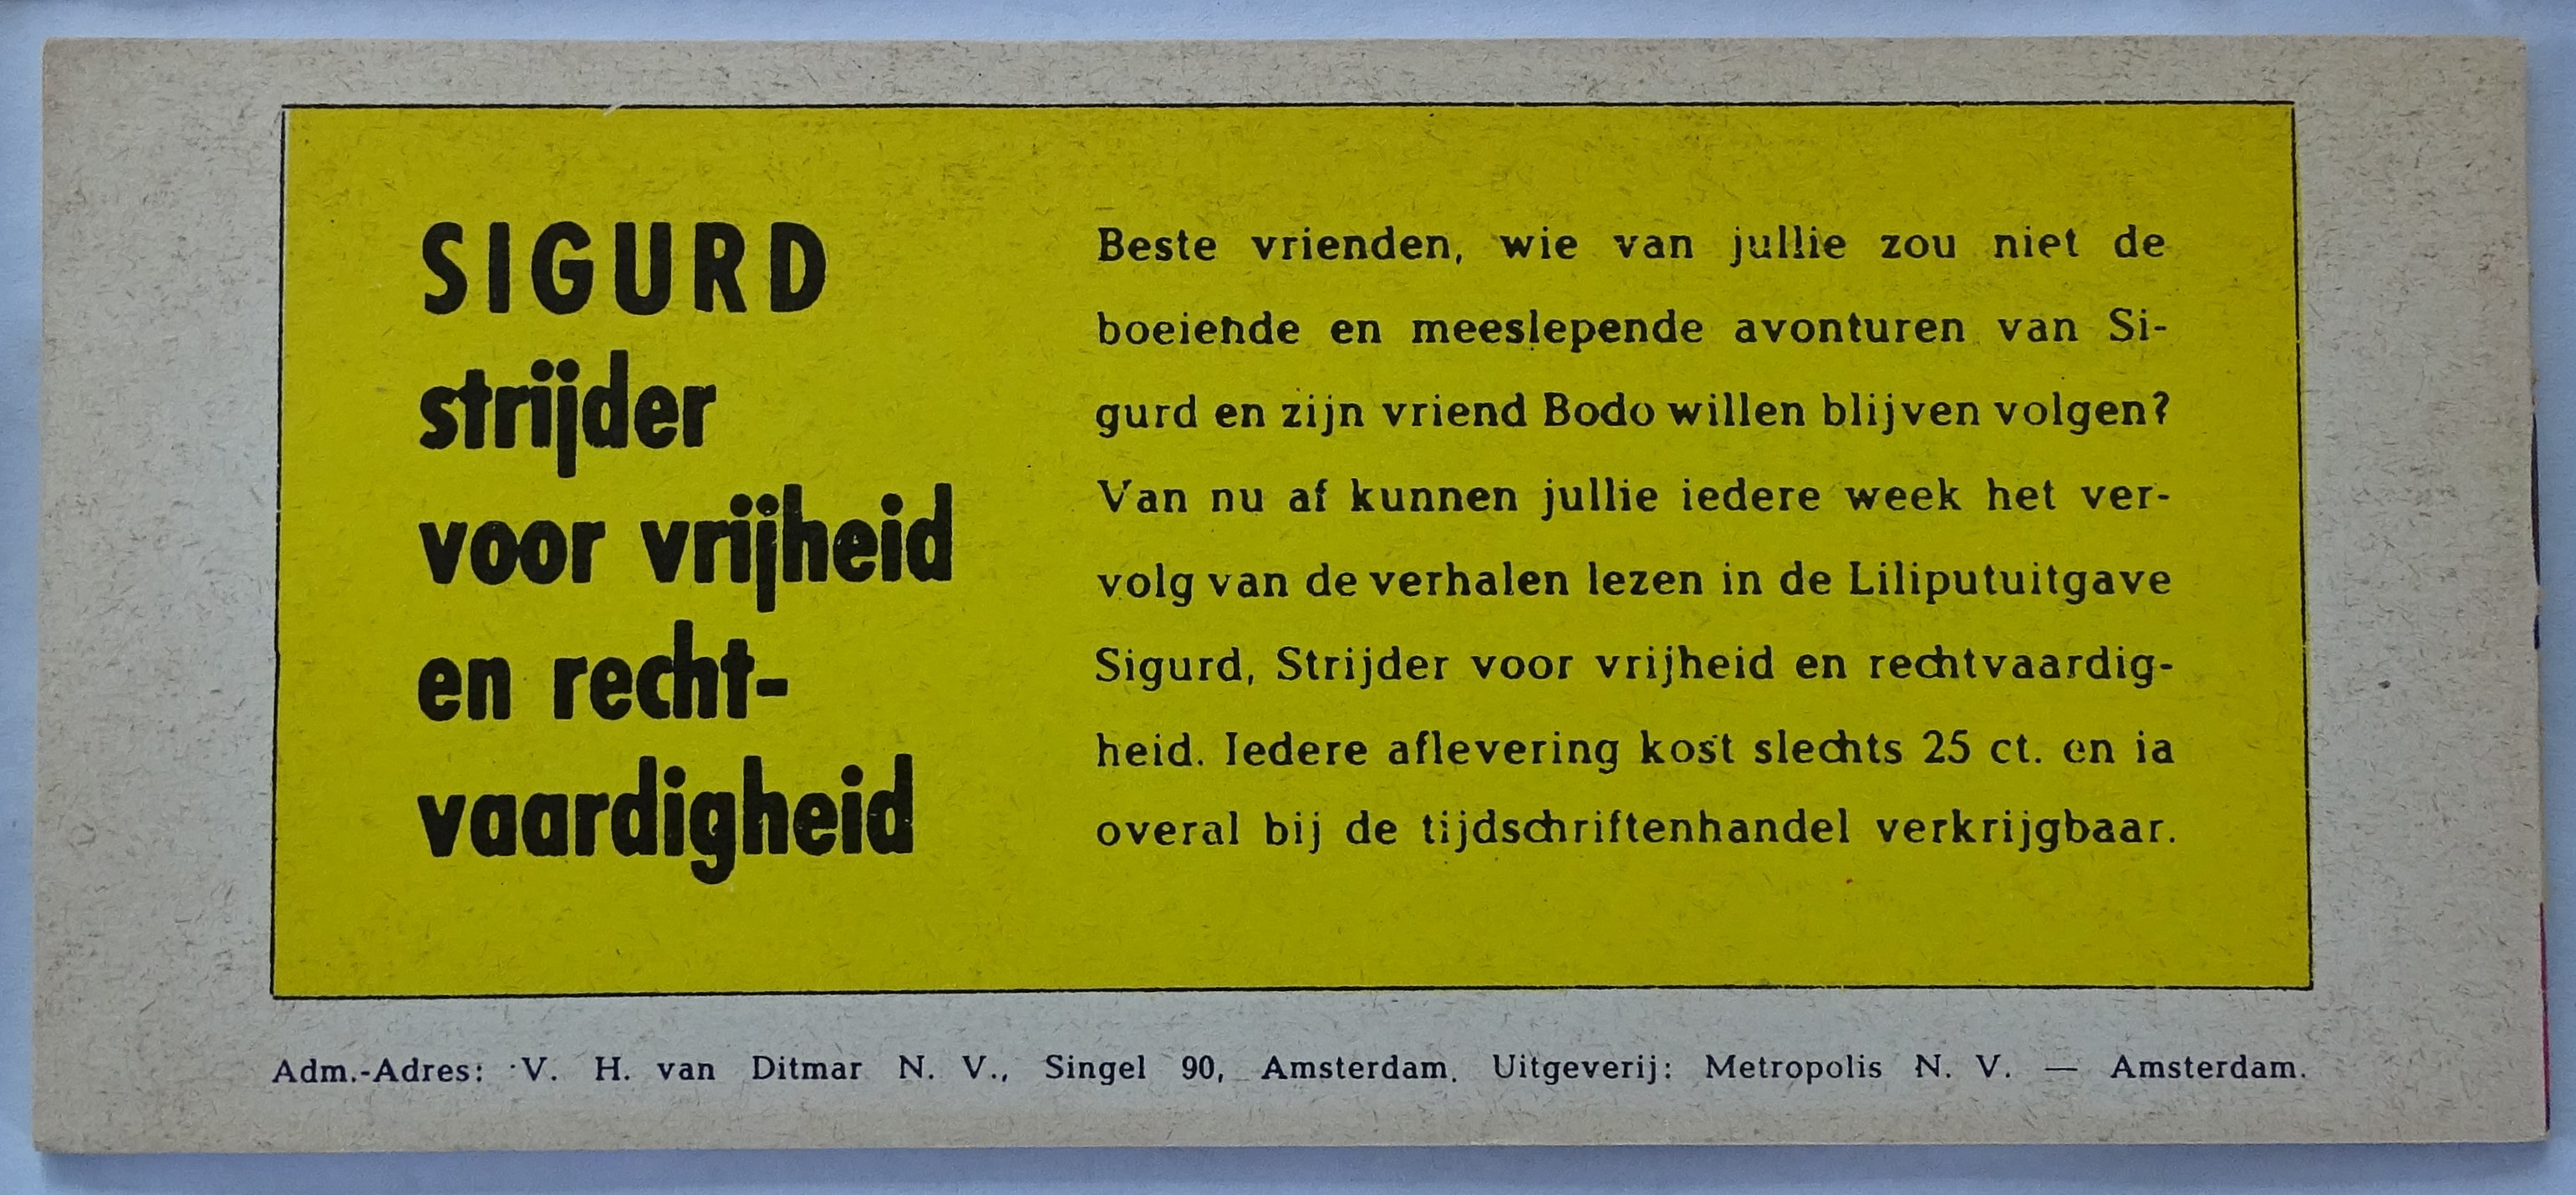 SIGURD
strijder
voor vrijheid
en recht-
vaardigheid
Beste vrienden, wie van jullie zou niet de
boeiende en meeslepende avonturen van Si-
gurd en zijn vriend Bodo willen blijven volgen?
Van nu af kunnen jullie iedere week het ver-
volg van de verhalen lezen in de Liliputuitgave
Sigurd, Strijder voor vrijheid en rechtvaardig-
heid. Iedere aflevering kost slechts 25 ct. en ia
overal bij de tijdschriftenhandel verkrijgbaar.
Adm.-Adres: V. H. van Ditmar N. V., Singel 90, Amsterdam. Uitgeverij: Metropolis N. V. — Amsterdam.